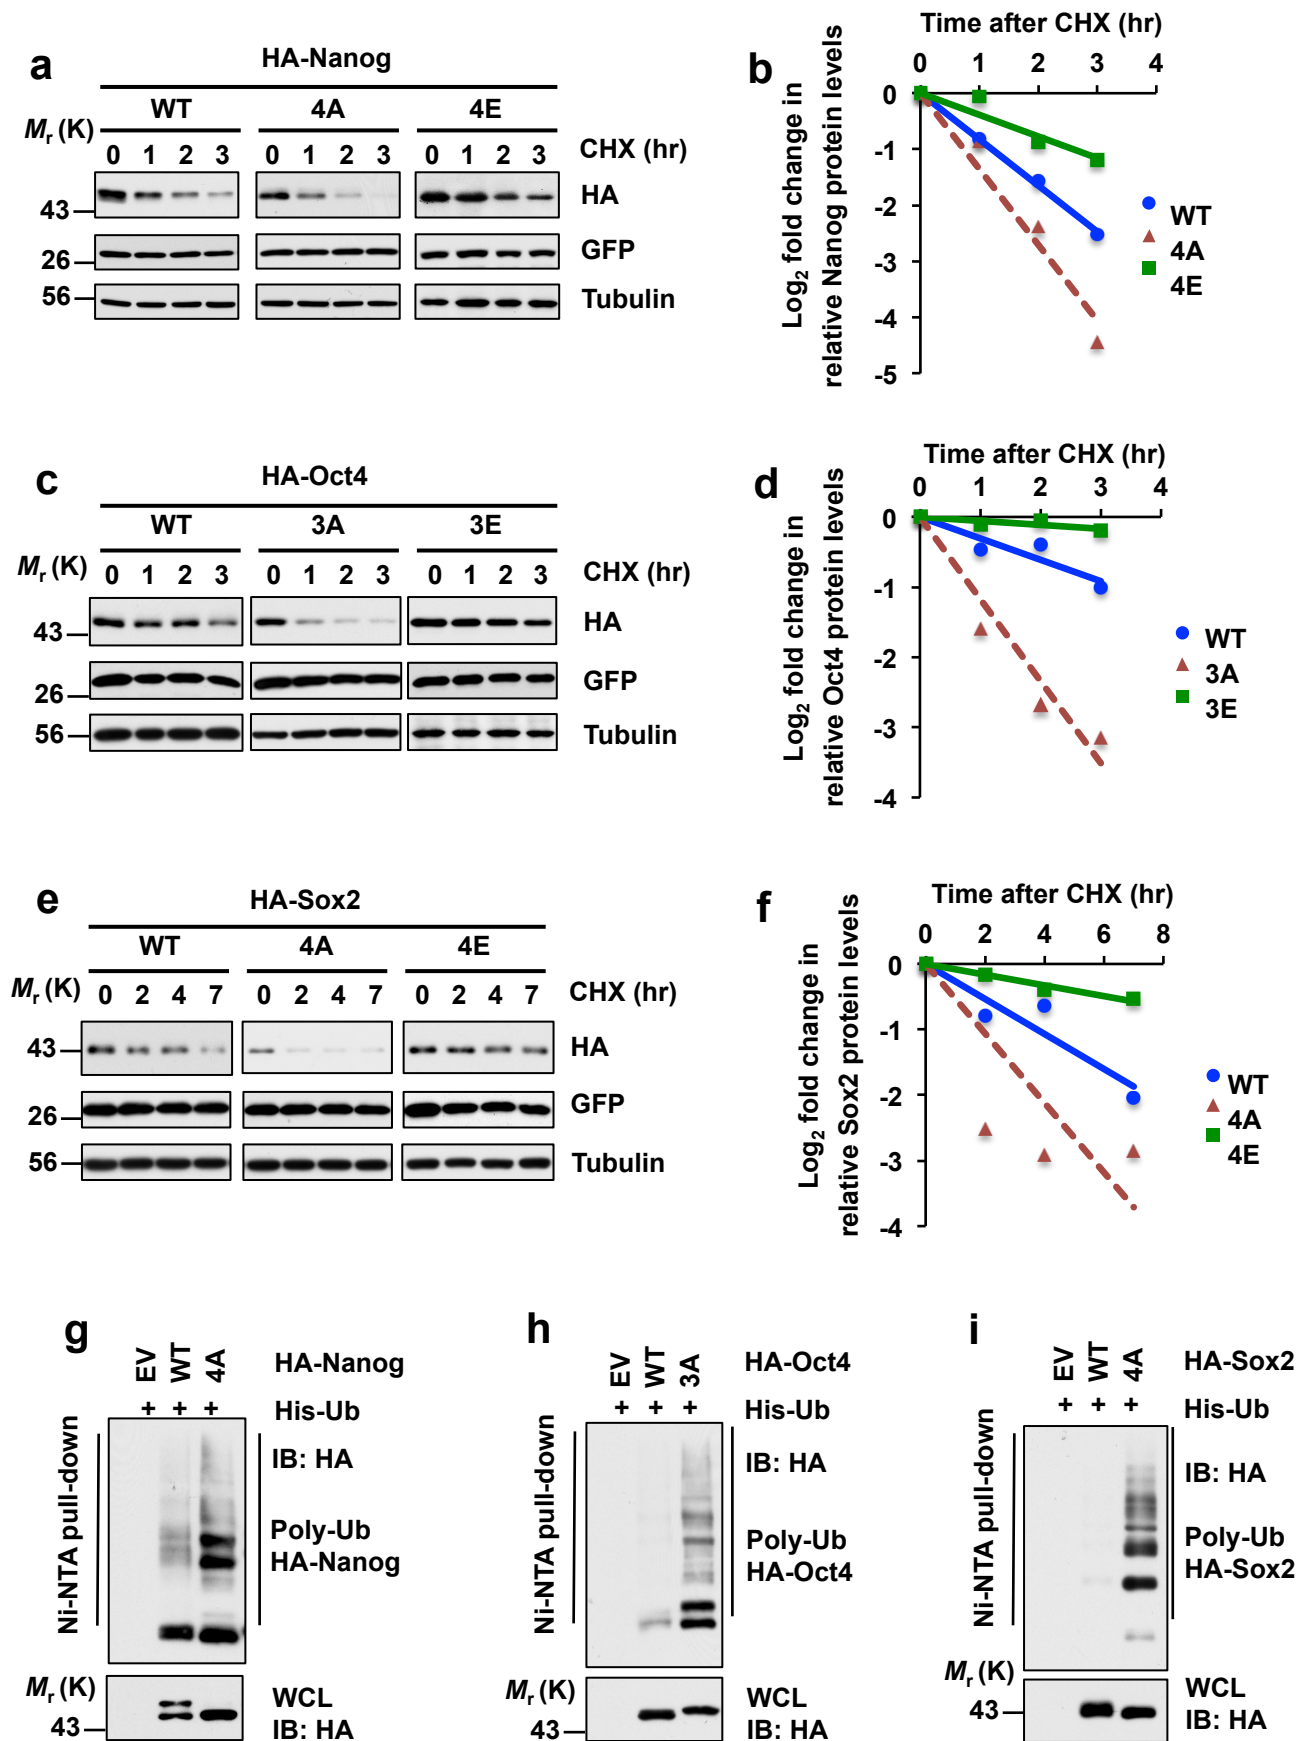 a
HA-Nanog
WT 4A 4E
Mr (K)
0 1 2 3 0 1 2 3 0 1 2 3 CHX (hr)
43 HA
26 GFP
56 Tubulin
b
Time after CHX (hr)
0 1 2 3 4
Log2 fold change in
relative Nanog protein levels
0
-1
-2
-3
-4
-5
WT
4A
4E
c
HA-Oct4
WT 3A 3E
Mr (K)
0 1 2 3 0 1 2 3 0 1 2 3 CHX (hr)
43 HA
26 GFP
56 Tubulin
d
Time after CHX (hr)
0 1 2 3 4
Log2 fold change in
relative Oct4 protein levels
0
-1
-2
-3
-4
WT
3A
3E
e
HA-Sox2
WT 4A 4E
Mr (K)
0 2 4 7 0 2 4 7 0 2 4 7 CHX (hr)
43 HA
26 GFP
56 Tubulin
f
Time after CHX (hr)
0 2 4 6 8
Log2 fold change in
relative Sox2 protein levels
0
-1
-2
-3
-4
WT
4A
4E
g
EV WT 4A HA-Nanog
+ + + His-Ub
Ni-NTA pull-down
IB: HA
Poly-Ub
HA-Nanog
Mr (K)
43
WCL
IB: HA
h
EV WT 3A HA-Oct4
+ + + His-Ub
Ni-NTA pull-down
IB: HA
Poly-Ub
HA-Oct4
Mr (K)
43
WCL
IB: HA
i
EV WT 4A HA-Sox2
+ + + His-Ub
Ni-NTA pull-down
IB: HA
Poly-Ub
HA-Sox2
Mr (K)
43
WCL
IB: HA